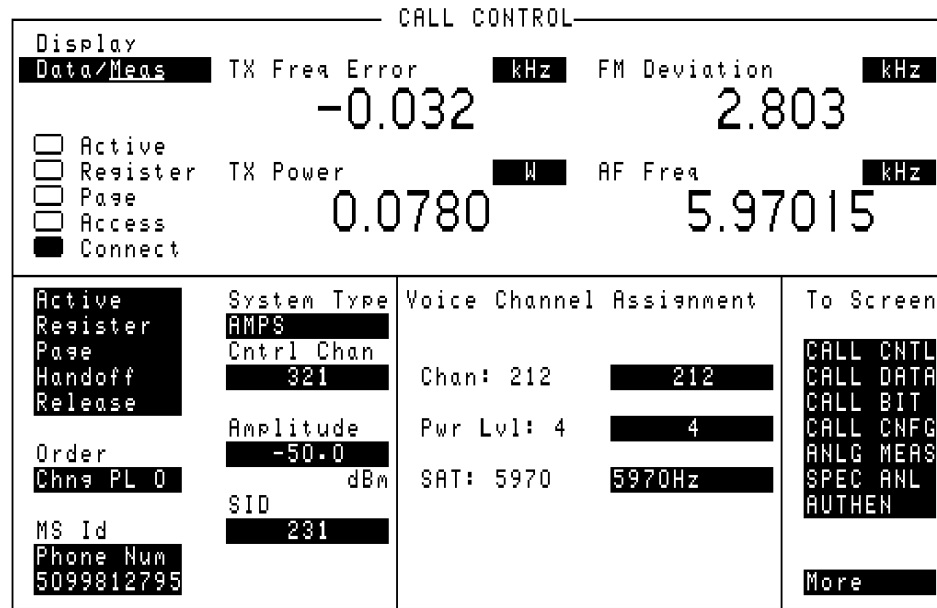 CALL CONTROL
Display
Data/Meas
TX Freq Error kHz
-0.032
FM Deviation kHz
2.803
Active
Register
Page
Access
Connect
TX Power W
0.0780
AF Freq kHz
5.97015
Active
Register
Page
Handoff
Release
Order
Chng PL 0
MS Id
Phone Num
5099812795
System Type
AMPS
Cntrl Chan
321
Amplitude
-50.0
dBm
SID
231
Voice Channel Assignment
Chan: 212 212
Pwr Lvl: 4 4
SAT: 5970 5970Hz
To Screen
CALL CNTL
CALL DATA
CALL BIT
CALL CNFG
ANLG MEAS
SPEC ANL
AUTHEN
More